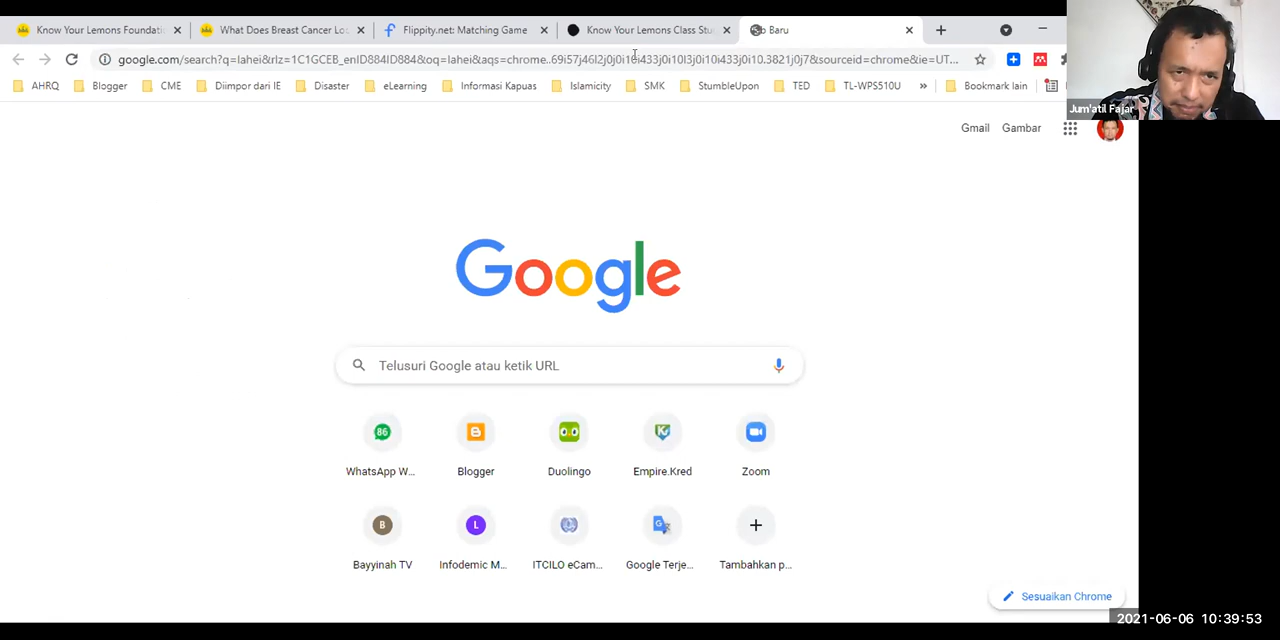 Know Your Lemons Foundati
What Does Breast Cancer Lo
Flippity.net: Matching Game
Know Your Lemons Class Stu
b Baru
google.com/search?q=lahei&rlz=1C1GCEB_enID884ID884&oq=lahei&aqs=chrome..69i57j46l2j0j0i10i433j0i10l3j0i10i433j0i10.3821j0j7&sourceid=chrome&ie=UT...
AHRQ
Blogger
CME
Diimpor dari IE
Disaster
eLearning
Informasi Kapuas
Islamicity
SMK
StumbleUpon
TED
TL-WPS510U
»
Bookmark lain
Jum'atil Fajar
Gmail
Gambar
Google
Telusuri Google atau ketik URL
86
WhatsApp W...
Blogger
Duolingo
Empire.Kred
Zoom
B
L
Bayyinah TV
Infodemic M...
ITCILO eCam...
Google Terje...
Tambahkan p...
Sesuaikan Chrome
2021-06-06 10:39:53